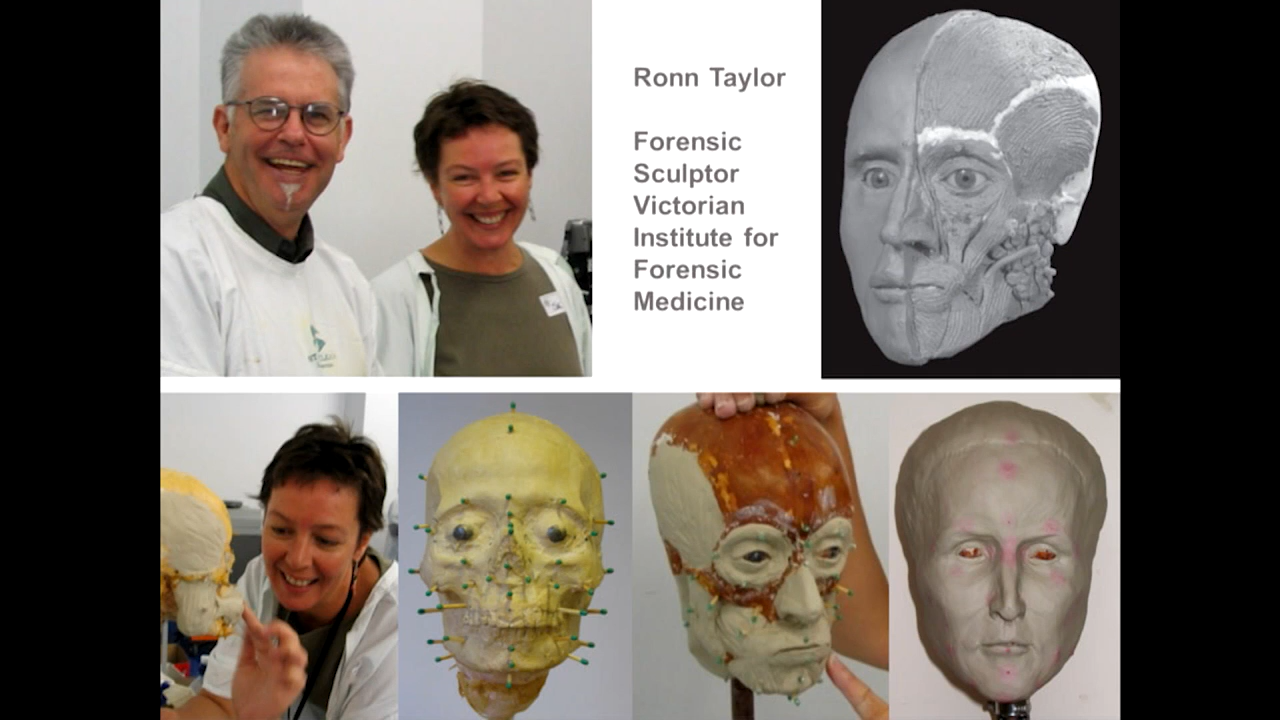 Ronn Taylor
Forensic
Sculptor
Victorian
Institute for
Forensic
Medicine